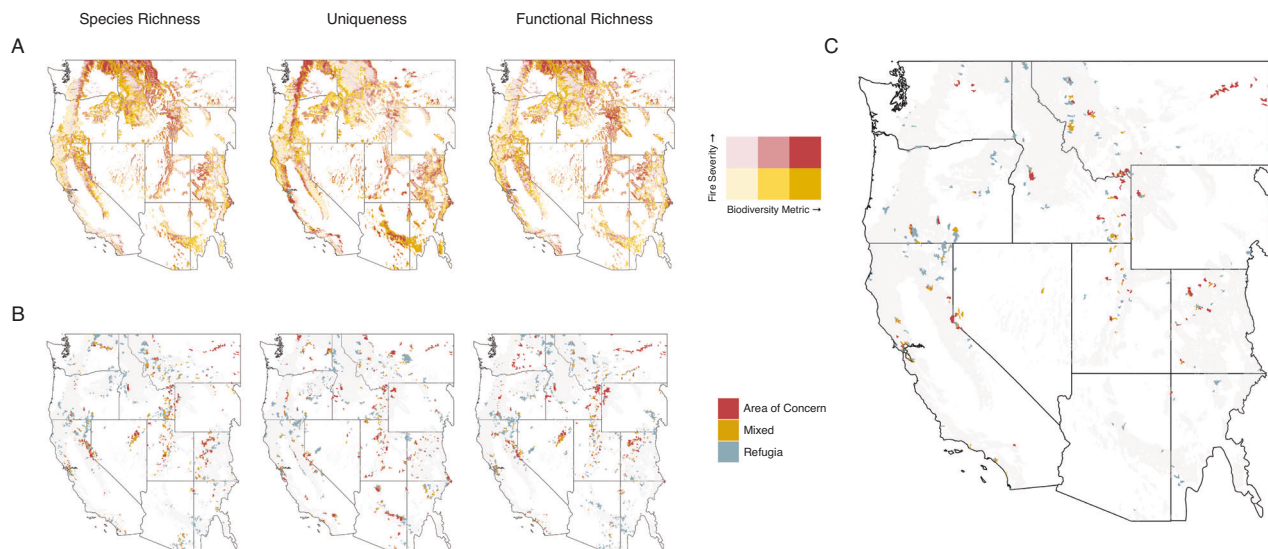 Species Richness
Uniqueness
Functional Richness
A
C
Fire Severity →
Biodiversity Metric →
B
Area of Concern
Mixed
Refugia